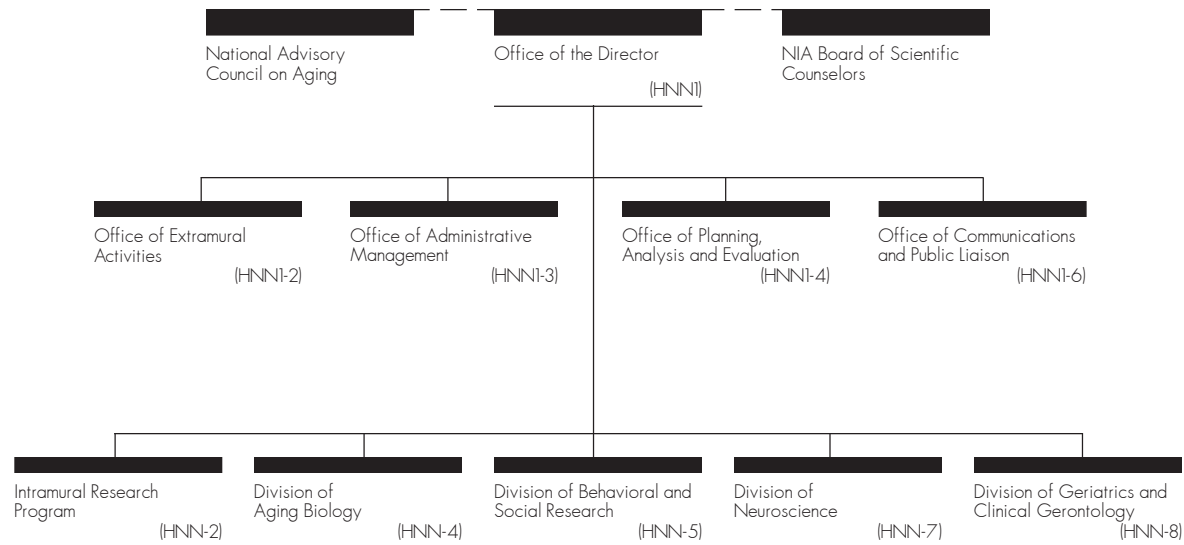 National Advisory
Council on Aging
Office of the Director
(HNN1)
NIA Board of Scientific
Counselors
Office of Extramural
Activities
(HNN1-2)
Office of Administrative
Management
(HNN1-3)
Office of Planning,
Analysis and Evaluation
(HNN1-4)
Office of Communications
and Public Liaison
(HNN1-6)
Intramural Research
Program
(HNN-2)
Division of
Aging Biology
(HNN-4)
Division of Behavioral and
Social Research
(HNN-5)
Division of
Neuroscience
(HNN-7)
Division of Geriatrics and
Clinical Gerontology
(HNN-8)